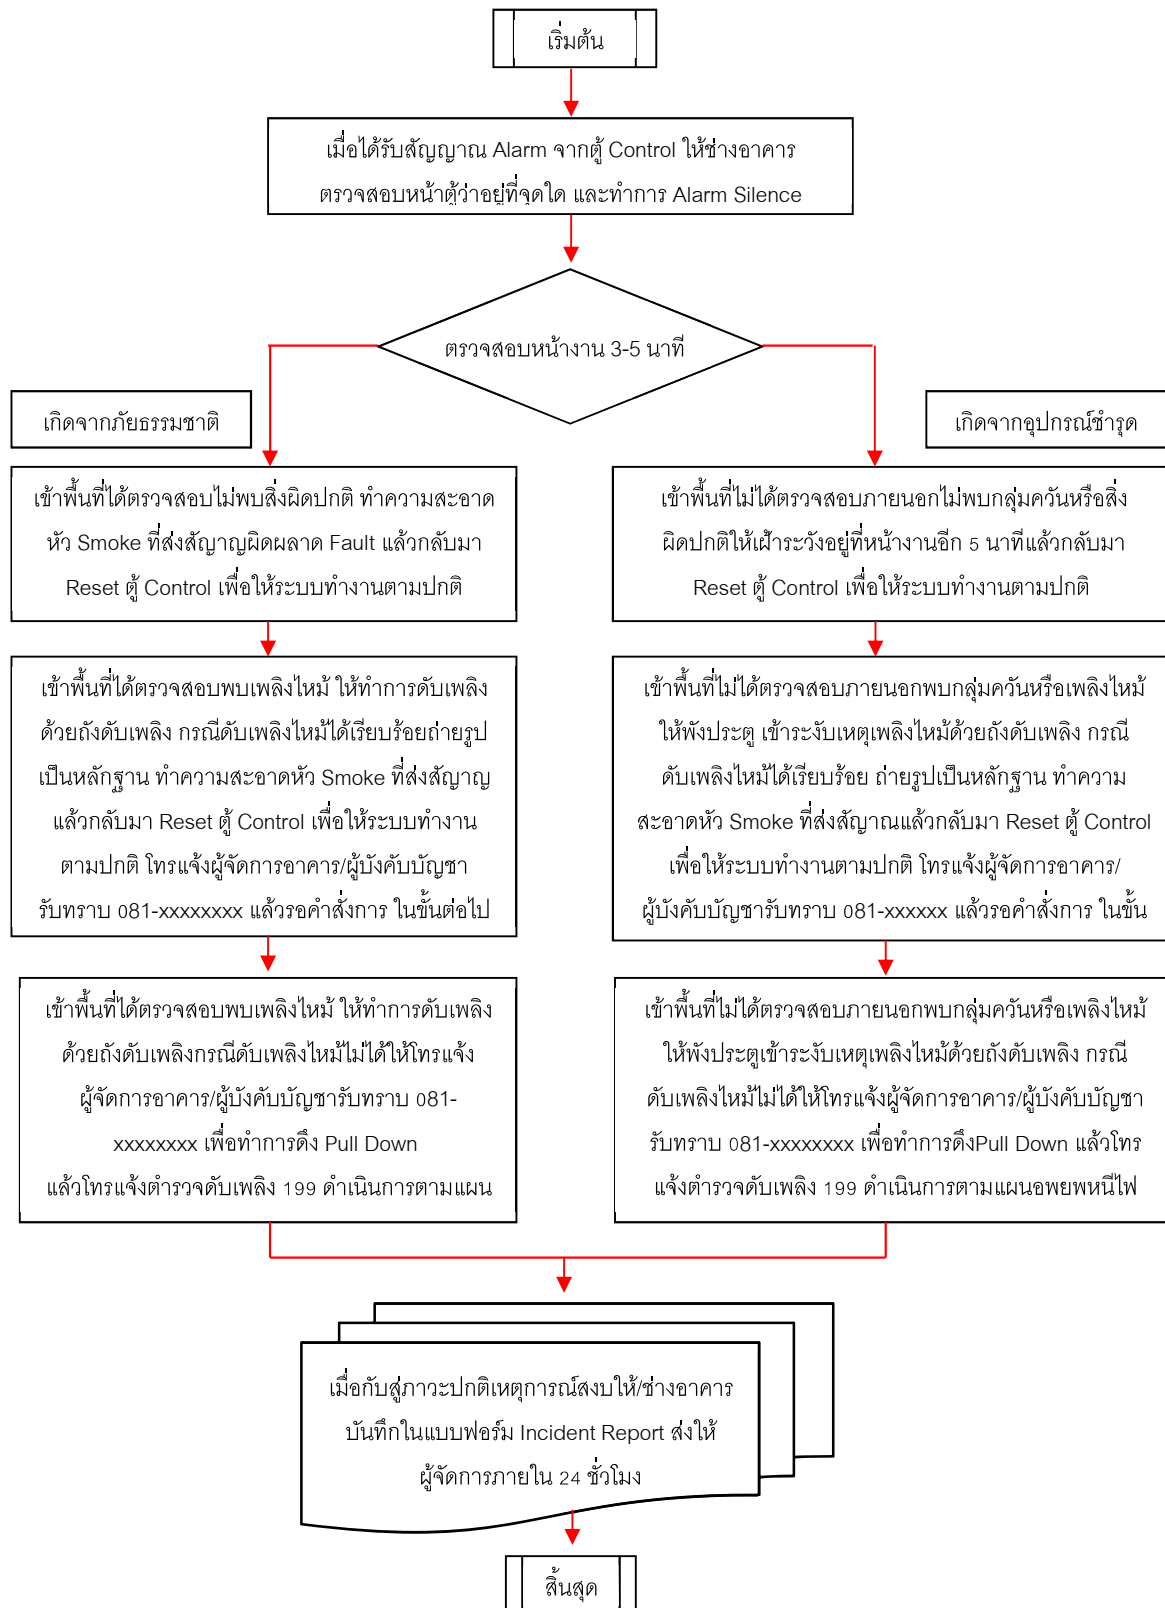 เริ่มต้น
เมื่อได้รับสัญญาณ Alarm จากตู้ Control ให้ช่างอาคาร
ตรวจสอบหน้าตู้ว่าอยู่ที่จุดใด และทำการ Alarm Silence
ตรวจสอบหน้างาน 3-5 นาที
เกิดจากภัยธรรมชาติ
เกิดจากอุปกรณ์ชำรุด
เข้าพื้นที่ได้ตรวจสอบไม่พบสิ่งผิดปกติ ทำความสะอาด
หัว Smoke ที่ส่งสัญาญผิดผลาด Fault แล้วกลับมา
Reset ตู้ Control เพื่อให้ระบบทำงานตามปกติ
เข้าพื้นที่ไม่ได้ตรวจสอบภายนอกไม่พบกลุ่มควันหรือสิ่ง
ผิดปกติให้เฝ้าระวังอยู่ที่หน้างานอีก 5 นาทีแล้วกลับมา
Reset ตู้ Control เพื่อให้ระบบทำงานตามปกติ
เข้าพื้นที่ได้ตรวจสอบพบเพลิงไหม้ ให้ทำการดับเพลิง
ด้วยถังดับเพลิง กรณีดับเพลิงไหม้ได้เรียบร้อยถ่ายรูป
เป็นหลักฐาน ทำความสะอาดหัว Smoke ที่ส่งสัญาญ
แล้วกลับมา Reset ตู้ Control เพื่อให้ระบบทำงาน
ตามปกติ โทรแจ้งผู้จัดการอาคาร/ผู้บังคับบัญชา
รับทราบ 081-xxxxxxxx แล้วรอคำสั่งการ ในขั้นต่อไป
เข้าพื้นที่ไม่ได้ตรวจสอบภายนอกพบกลุ่มควันหรือเพลิงไหม้
ให้พังประตู เข้าระงับเหตุเพลิงไหม้ด้วยถังดับเพลิง กรณี
ดับเพลิงไหม้ได้เรียบร้อย ถ่ายรูปเป็นหลักฐาน ทำความ
สะอาดหัว Smoke ที่ส่งสัญาณแล้วกลับมา Reset ตู้ Control
เพื่อให้ระบบทำงานตามปกติ โทรแจ้งผู้จัดการอาคาร/
ผู้บังคับบัญชารับทราบ 081-xxxxxx แล้วรอคำสั่งการ ในขั้น
เข้าพื้นที่ได้ตรวจสอบพบเพลิงไหม้ ให้ทำการดับเพลิง
ด้วยถังดับเพลิงกรณีดับเพลิงไหม้ไม่ได้ให้โทรแจ้ง
ผู้จัดการอาคาร/ผู้บังคับบัญชารับทราบ 081-
xxxxxxxx เพื่อทำการดึง Pull Down
แล้วโทรแจ้งตำรวจดับเพลิง 199 ดำเนินการตามแผน
เข้าพื้นที่ไม่ได้ตรวจสอบภายนอกพบกลุ่มควันหรือเพลิงไหม้
ให้พังประตูเข้าระงับเหตุเพลิงไหม้ด้วยถังดับเพลิง กรณี
ดับเพลิงไหม้ไม่ได้ให้โทรแจ้งผู้จัดการอาคาร/ผู้บังคับบัญชา
รับทราบ 081-xxxxxxxx เพื่อทำการดึงPull Down แล้วโทร
แจ้งตำรวจดับเพลิง 199 ดำเนินการตามแผนอพยพหนีไฟ
เมื่อกับสู่ภาวะปกติเหตุการณ์สงบให้/ช่างอาคาร
บันทึกในแบบฟอร์ม Incident Report ส่งให้
ผู้จัดการภายใน 24 ชั่วโมง
สิ้นสุด